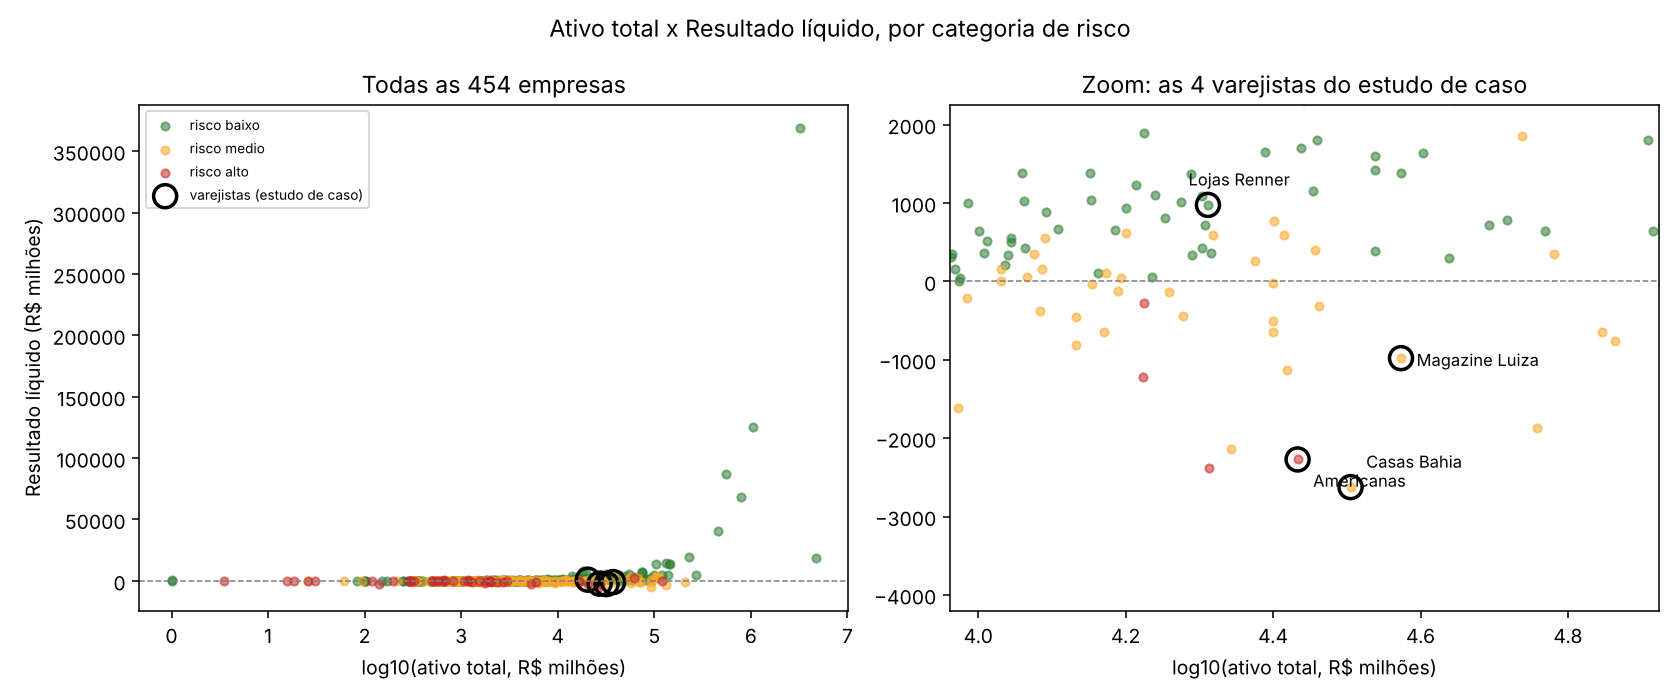 Ativo total x Resultado líquido, por categoria de risco
Todas as 454 empresas
risco baixo
risco medio
risco alto
varejistas (estudo de caso)
Resultado líquido (R$ milhões)
350000
300000
250000
200000
150000
100000
50000
0
0 1 2 3 4 5 6 7
log10(ativo total, R$ milhões)
Zoom: as 4 varejistas do estudo de caso
2000
1000
0
−1000
−2000
−3000
−4000
Lojas Renner
Magazine Luiza
Casas Bahia
Americanas
4.0 4.2 4.4 4.6 4.8
log10(ativo total, R$ milhões)